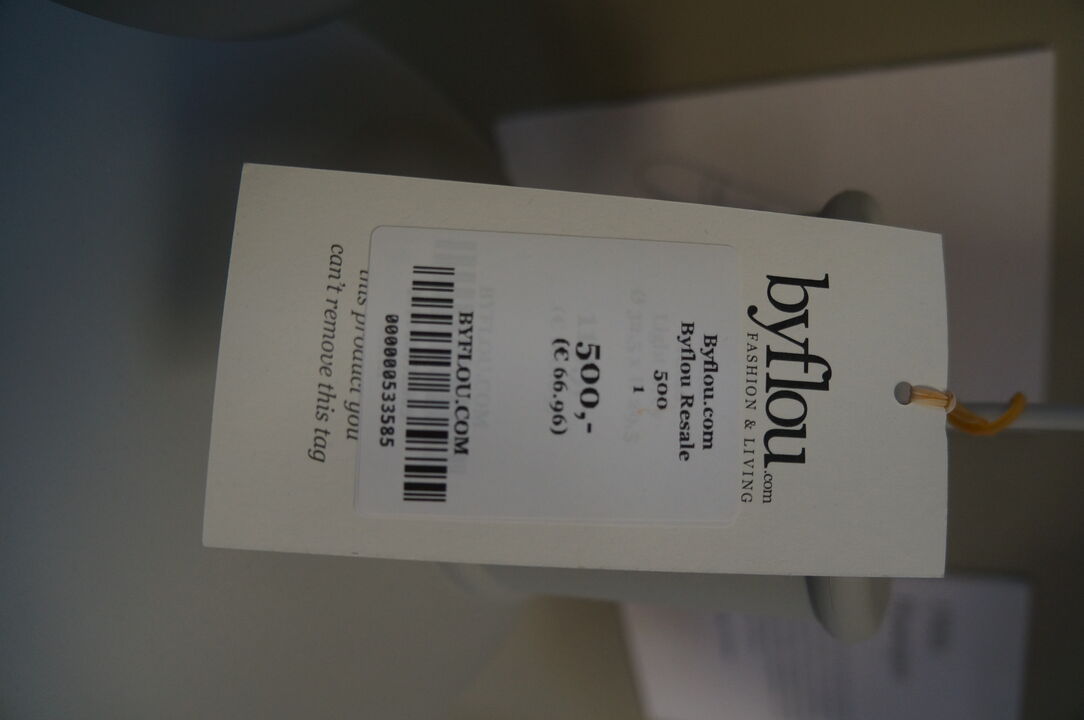 byflou.com
FASHION & LIVING
Byflou.com
Byflou Resale
500
1
500,-
(€ 66.96)
BYFLOU.COM
0000000533585
this product you
can't remove this tag